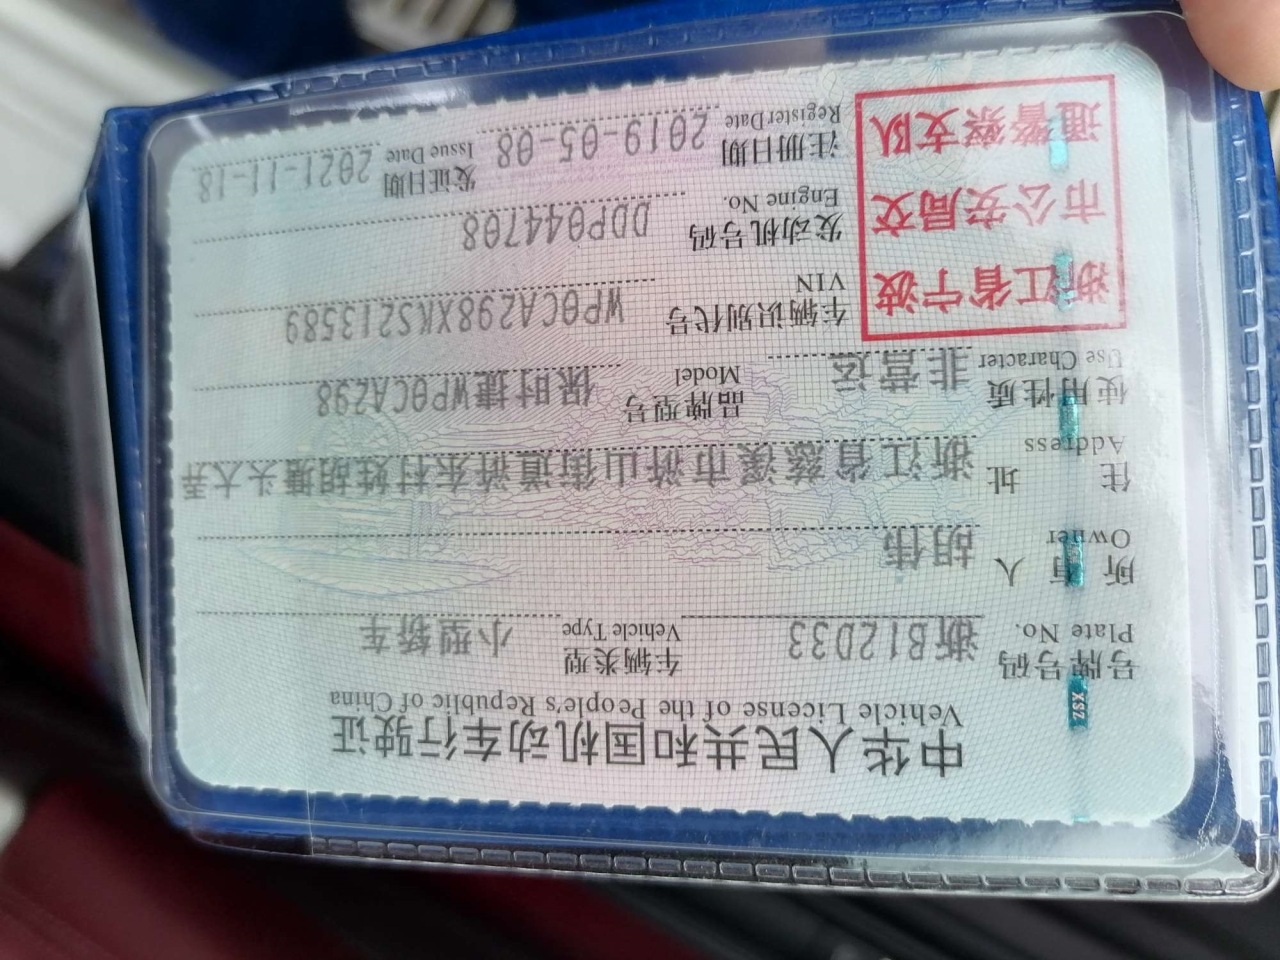 中华人民共和国机动车行驶证
Vehicle License of the People's Republic of China
号牌号码 浙B12D33 车辆类型 小型轿车
Plate No. Vehicle Type
所有人 胡伟
Owner
住址 浙江省慈溪市浒山街道浒东村姓胡塘头大弄
Address
使用性质 非营运 品牌型号 保时捷WP0CA298
Use Character Model
浙江省宁波
市公安局交
通警察支队
车辆识别代号 WP0CA298XKS213589
VIN
发动机号码 DDP044708
Engine No.
注册日期 2019-05-08 发证日期 2021-11-18
Register Date Issue Date
XSZ